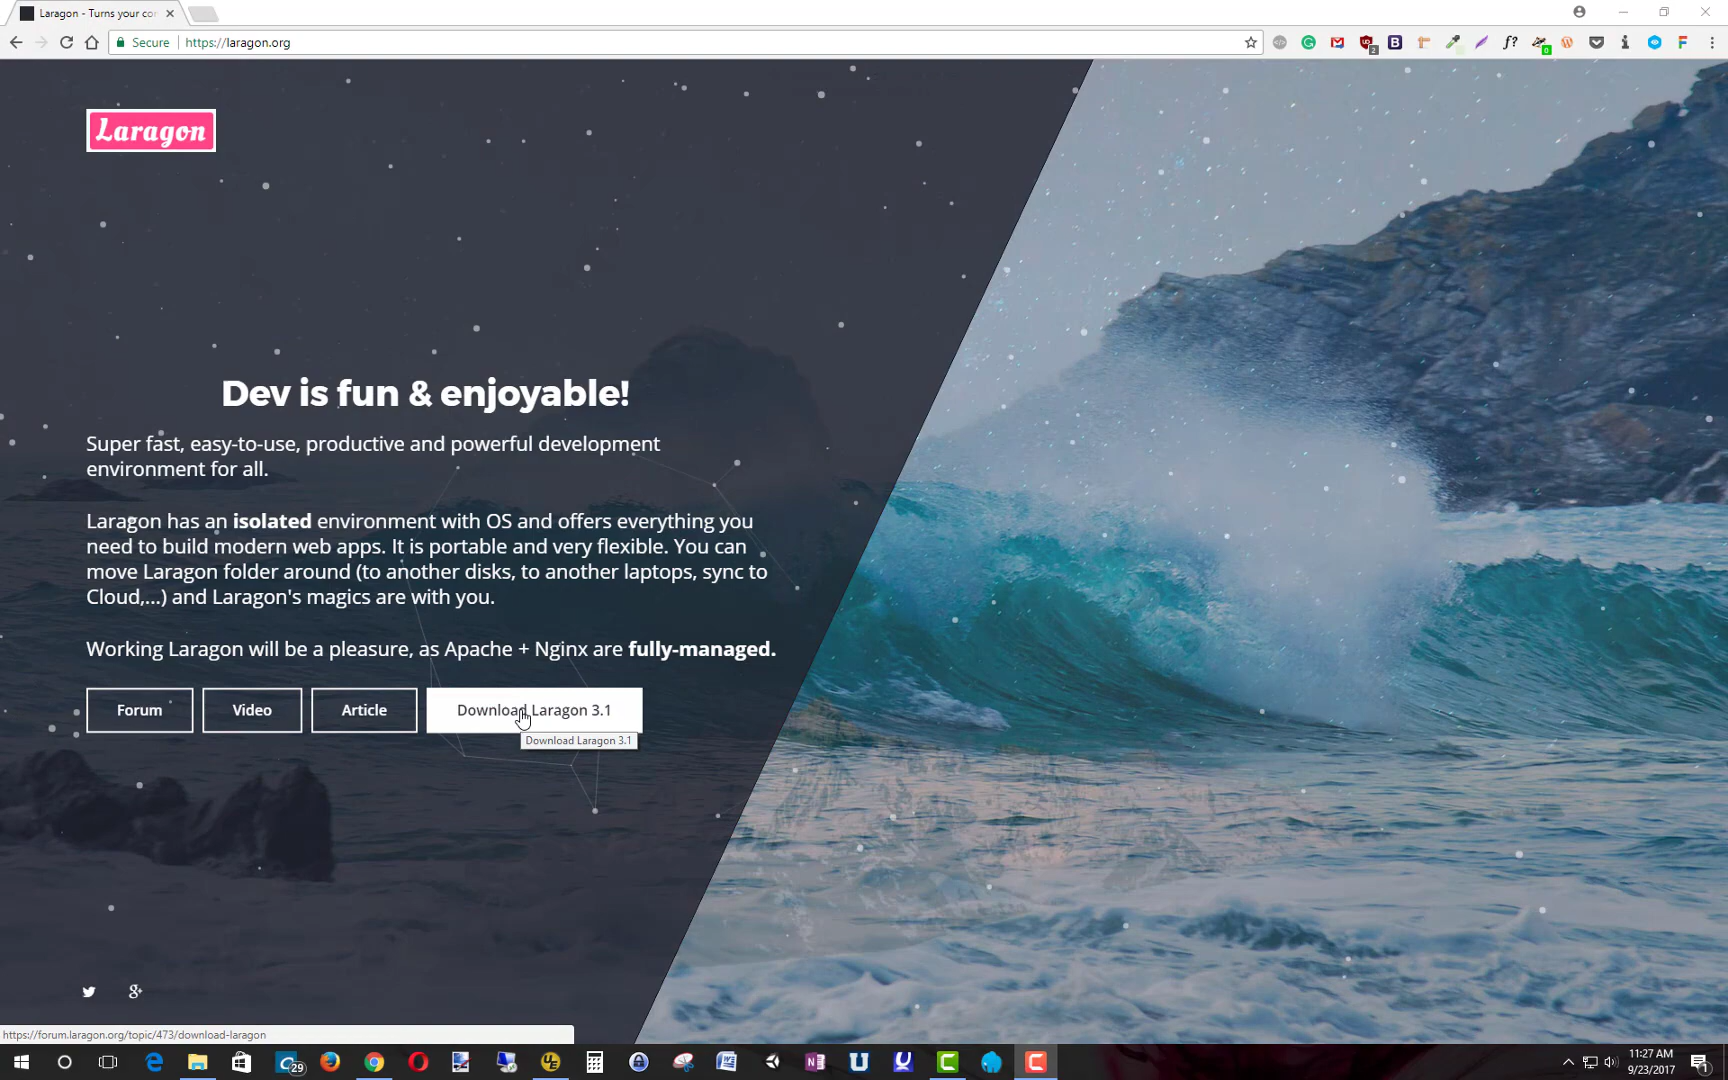 Laragon - Turns your cor
Secure
https://laragon.org
2
B
f?
0
F
Laragon
Dev is fun & enjoyable!
Super fast, easy-to-use, productive and powerful development
environment for all.
Laragon has an isolated environment with OS and offers everything you
need to build modern web apps. It is portable and very flexible. You can
move Laragon folder around (to another disks, to another laptops, sync to
Cloud,...) and Laragon's magics are with you.
Working Laragon will be a pleasure, as Apache + Nginx are fully-managed.
Forum
Video
Article
Download Laragon 3.1
Download Laragon 3.1
https://forum.laragon.org/topic/473/download-laragon
29
11:27 AM
9/23/2017
1